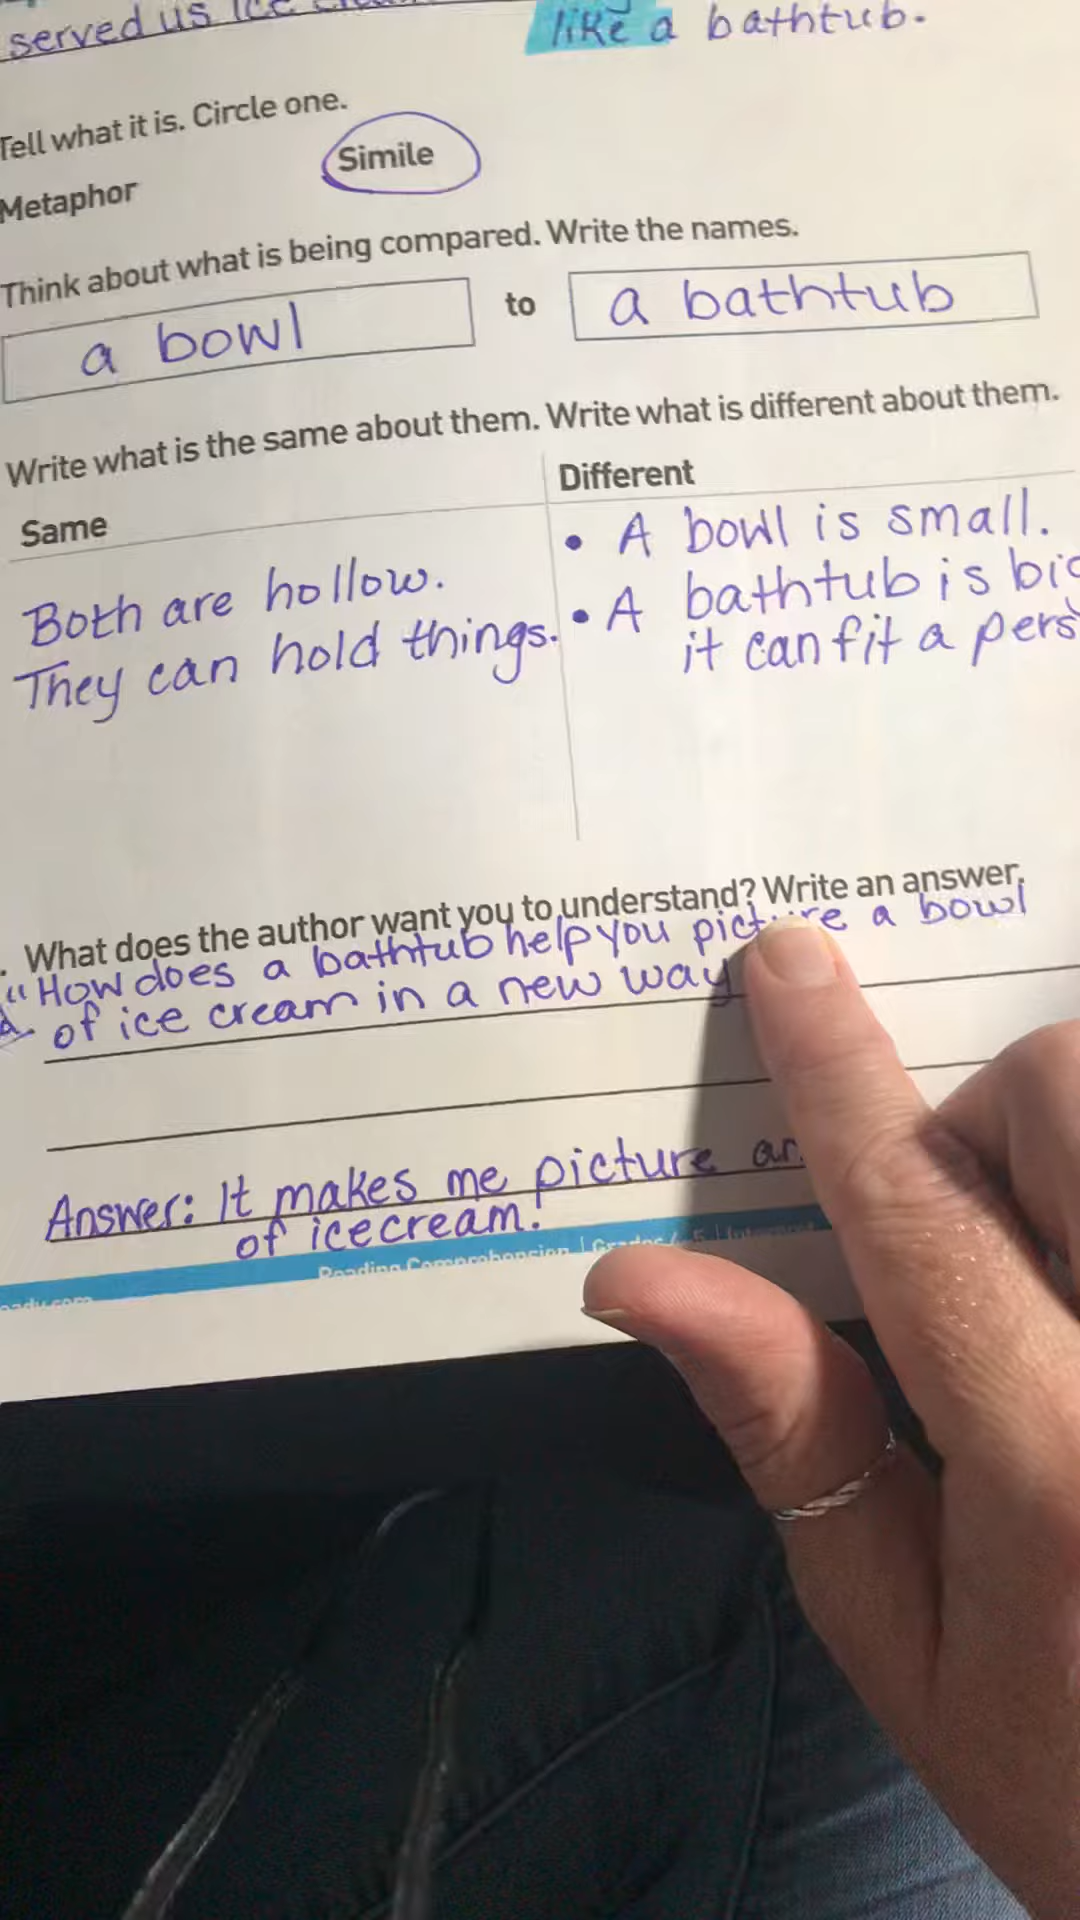 served us ice
like a bathtub.
Tell what it is. Circle one.
Metaphor
Simile
Think about what is being compared. Write the names.
a bowl
to
a bathtub
Write what is the same about them. Write what is different about them.
Same
Different
Both are hollow.
They can hold things.
• A bowl is small.
• A bathtub is
it can fit a
. What does the author want you to understand? Write an answer.
"How does a bathtub help you picture a bowl
of ice cream in a new way
Answer: It makes me picture
of icecream.
Reading Comprehension | Grades